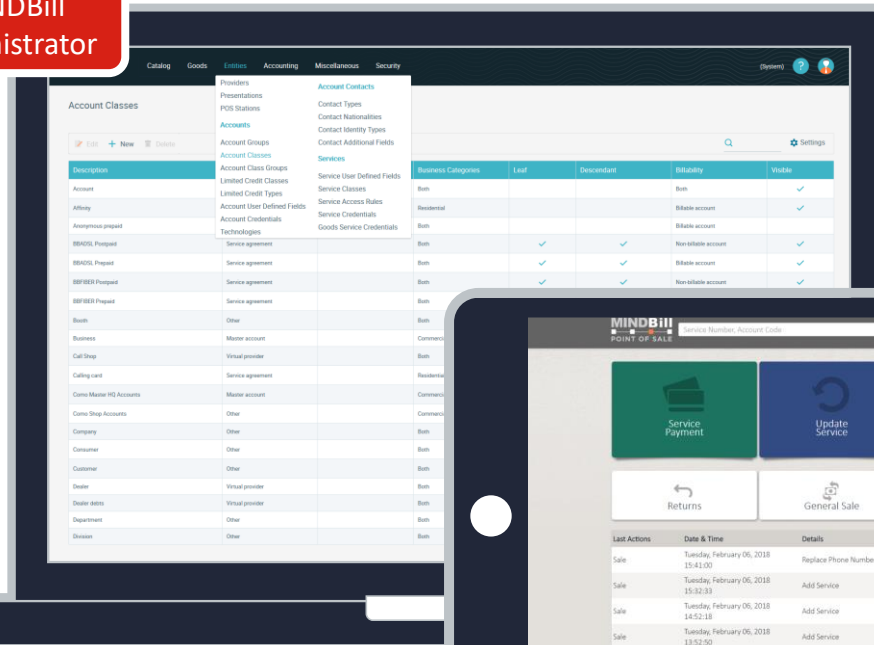 NDBill
nistrator
Catalog Goods Entities Accounting Miscellaneous Security (System) ?
Providers
Presentations
POS Stations
Accounts
Account Groups
Account Classes
Account Class Groups
Limited Credit Classes
Limited Credit Types
Account User Defined Fields
Account Credentials
Technologies
Account Contacts
Contact Types
Contact Nationalities
Contact Identity Types
Contact Additional Fields
Services
Service User Defined Fields
Service Classes
Service Access Rules
Service Credentials
Goods Service Credentials
Account Classes
Edit New Delete Settings
Description Business Categories Leaf Descendant Billability Visible
Account Both Both
Affinity Residential Billable account
Anonymous prepaid Both Billable account
BBADSL Postpaid Service agreement Both Non-billable account
BBADSL Prepaid Service agreement Both Billable account
BBFIBER Postpaid Service agreement Both Non-billable account
BBFIBER Prepaid Service agreement Both
Booth Other Both
Business Master account Commerci
Call Shop Virtual provider Both
Calling card Service agreement Residentia
Como Master HQ Accounts Master account Commerci
Como Shop Accounts Other Commerci
Company Other Both
Consumer Other Both
Customer Other Both
Dealer Virtual provider Both
Dealer debts Virtual provider Both
Department Other Both
Division Other Both
MINDBill
POINT OF SALE
Service Number, Account Code
Service
Payment
Update
Service
Returns General Sale
Last Actions Date & Time Details
Sale Tuesday, February 06, 2018
15:41:00 Replace Phone Numbe
Sale Tuesday, February 06, 2018
15:32:33 Add Service
Sale Tuesday, February 06, 2018
14:52:18 Add Service
Sale Tuesday, February 06, 2018
13:52:50 Add Service